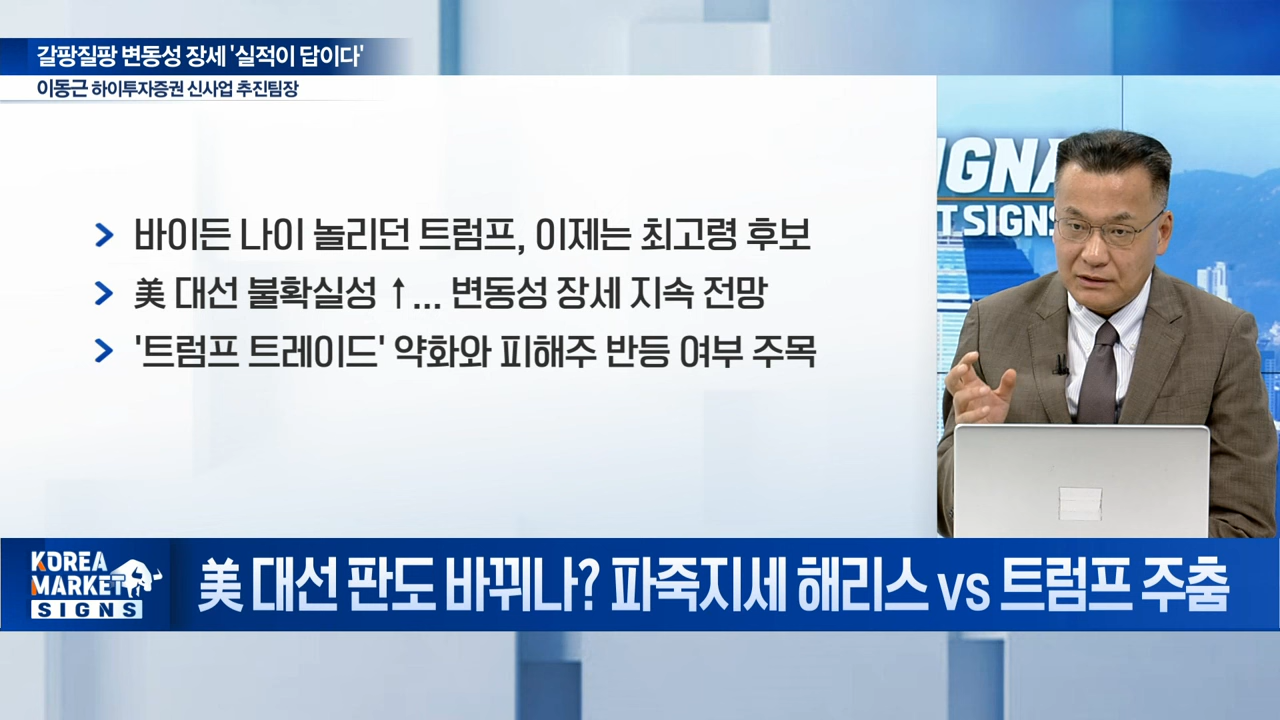 갈팡질팡 변동성 장세 '실적이 답이다'
이동근 하이투자증권 신사업 추진팀장
바이든 나이 놀리던 트럼프, 이제는 최고령 후보
美 대선 불확실성 ↑... 변동성 장세 지속 전망
'트럼프 트레이드' 약화와 피해주 반등 여부 주목
IGNA
T SIGNS
KOREA
MARKET
SIGNS
美 대선 판도 바뀌나? 파죽지세 해리스 vs 트럼프 주춤